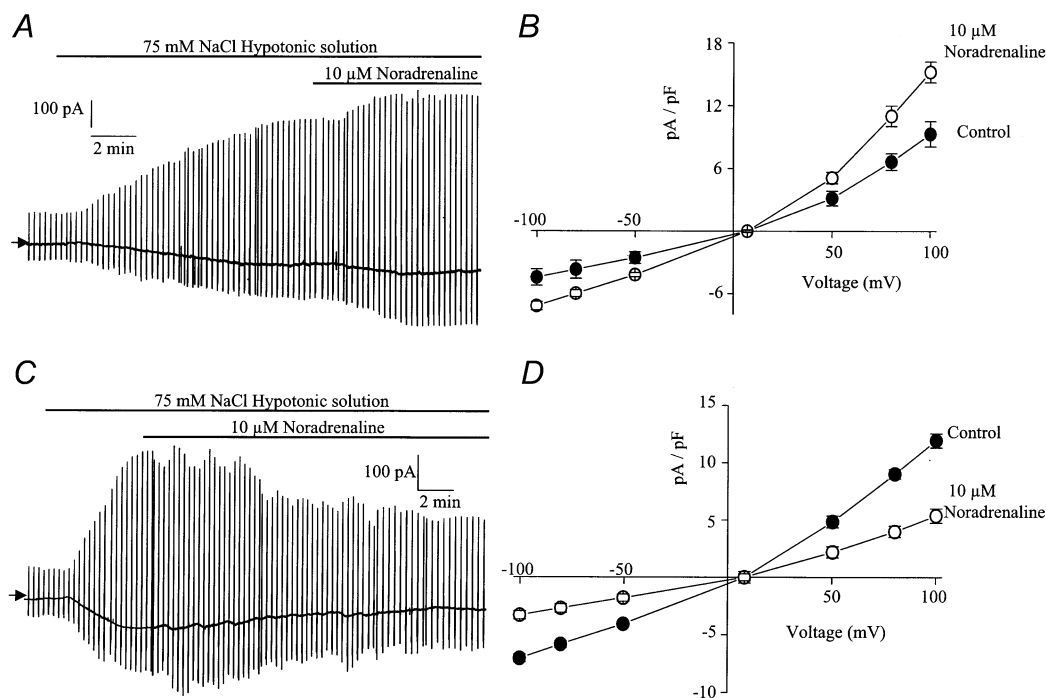 A
75 mM NaCl Hypotonic solution
10 µM Noradrenaline
100 pA
2 min
B
18
12
6
-6
pA / pF
-100
-50
50
100
Voltage (mV)
10 µM
Noradrenaline
Control
C
75 mM NaCl Hypotonic solution
10 µM Noradrenaline
100 pA
2 min
D
15
10
5
-5
-10
pA / pF
-100
-50
50
100
Voltage (mV)
Control
10 µM
Noradrenaline